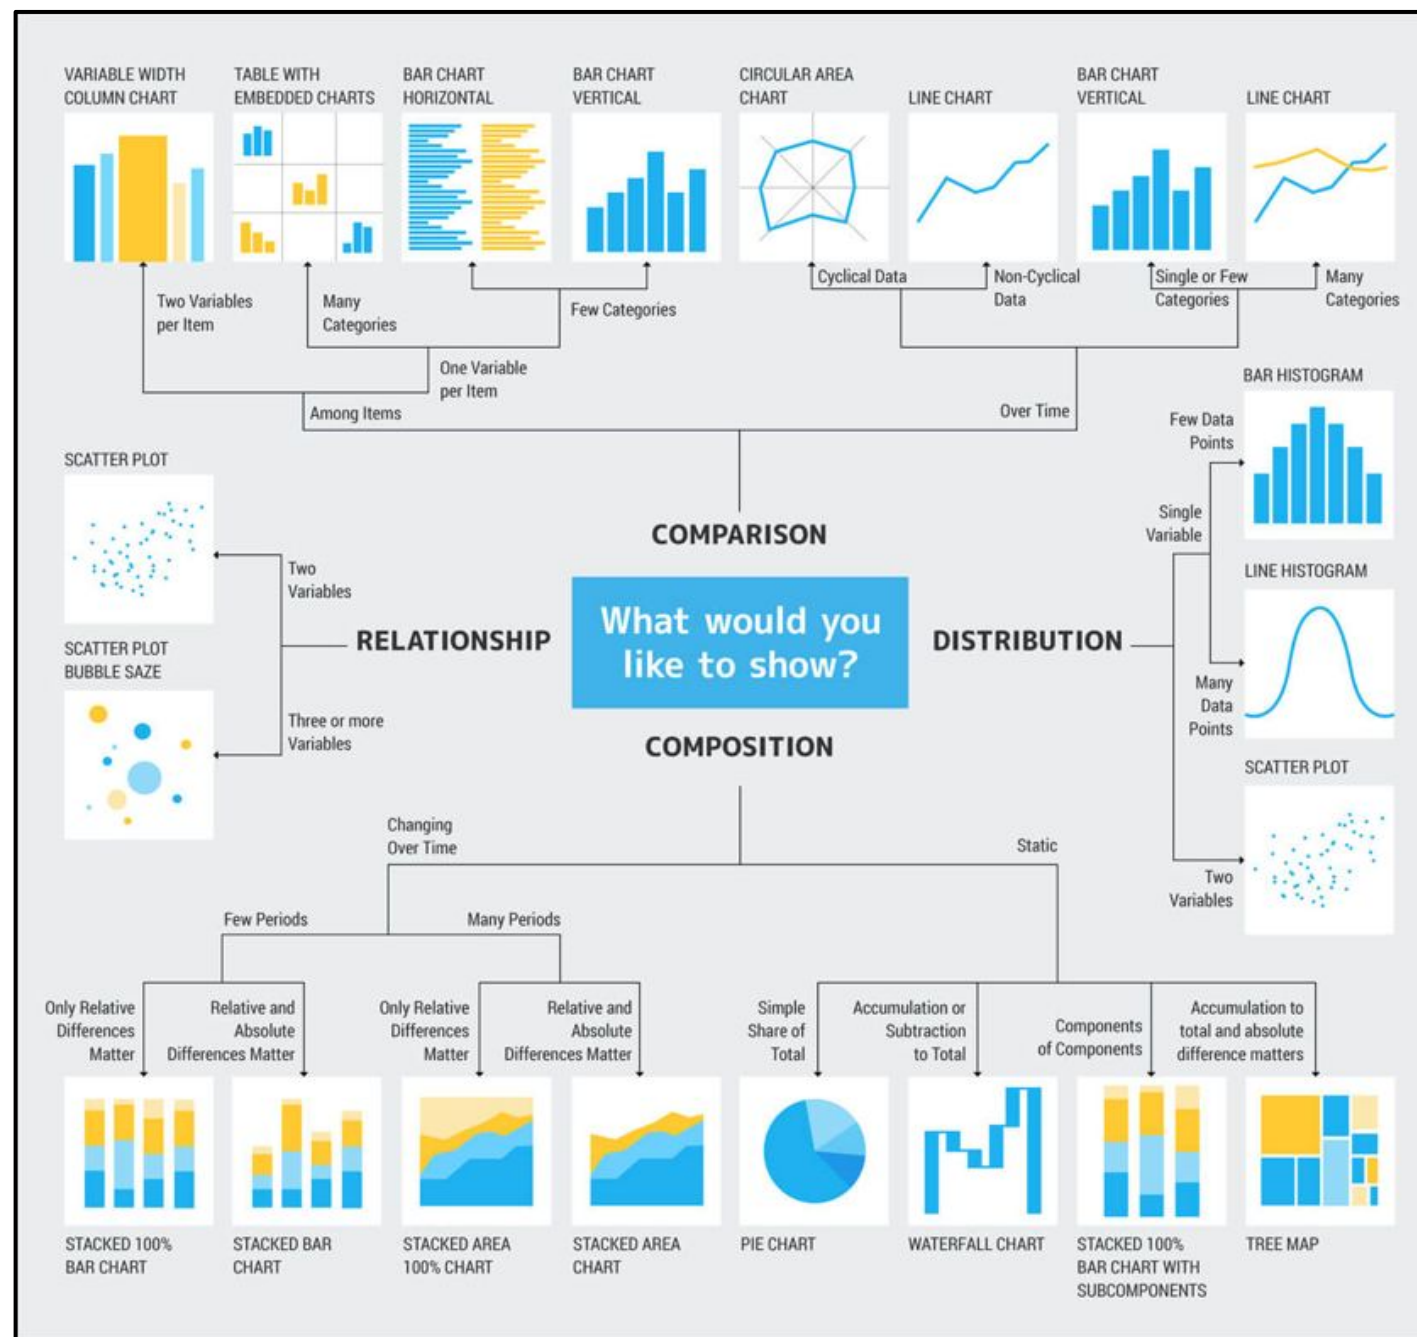 VARIABLE WIDTH
COLUMN CHART
TABLE WITH
EMBEDDED CHARTS
BAR CHART
HORIZONTAL
BAR CHART
VERTICAL
CIRCULAR AREA
CHART
LINE CHART
BAR CHART
VERTICAL
LINE CHART
Two Variables
per Item
Many
Categories
Few Categories
Cyclical Data
Non-Cyclical
Data
Single or Few
Categories
Many
Categories
One Variable
per Item
Among Items
Over Time
COMPARISON
What would you
like to show?
SCATTER PLOT
Two
Variables
RELATIONSHIP
SCATTER PLOT
BUBBLE SAZE
Three or more
Variables
DISTRIBUTION
BAR HISTOGRAM
Few Data
Points
Single
Variable
LINE HISTOGRAM
Many
Data
Points
SCATTER PLOT
Two
Variables
COMPOSITION
Changing
Over Time
Static
Few Periods
Many Periods
Only Relative
Differences
Matter
Relative and
Absolute
Differences Matter
Only Relative
Differences
Matter
Relative and
Absolute
Differences Matter
Simple
Share of
Total
Accumulation or
Subtraction
to Total
Components
of Components
Accumulation to
total and absolute
difference matters
STACKED 100%
BAR CHART
STACKED BAR
CHART
STACKED AREA
100% CHART
STACKED AREA
CHART
PIE CHART
WATERFALL CHART
STACKED 100%
BAR CHART WITH
SUBCOMPONENTS
TREE MAP